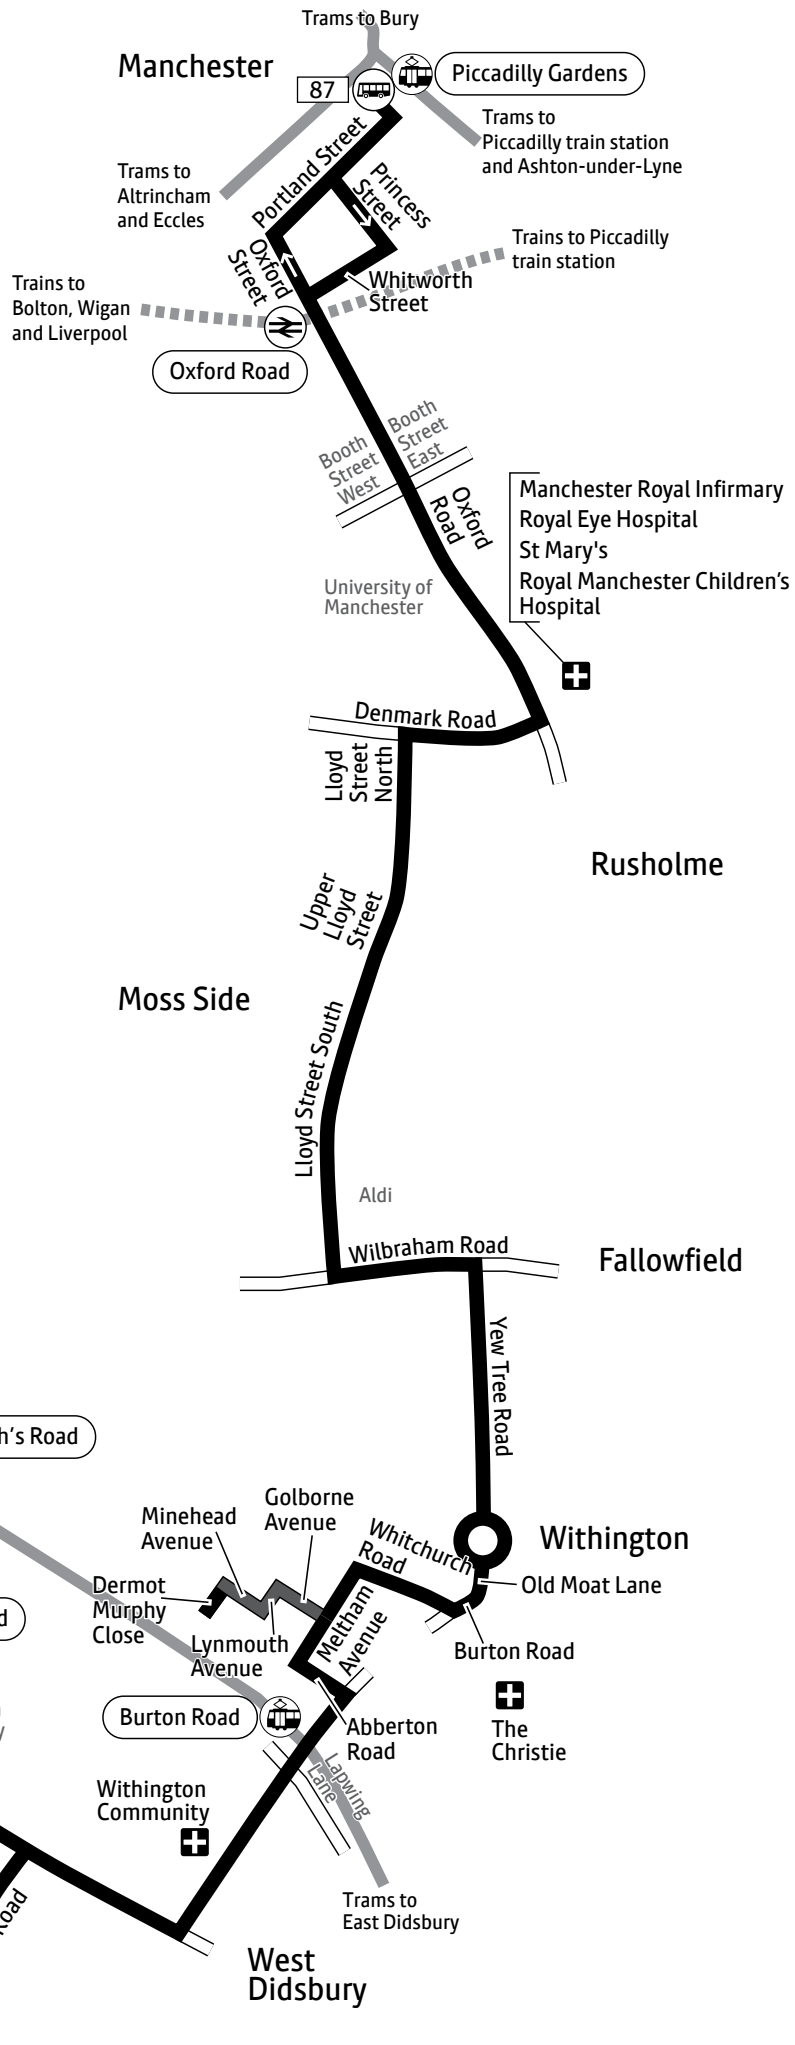 Trams to Bury
Manchester
87
Piccadilly Gardens
Trams to
Piccadilly train station
and Ashton-under-Lyne
Trams to
Altrincham
and Eccles
Portland Street
Princess
Street
Oxford
Street
Whitworth
Street
Trains to Piccadilly
train station
Trains to
Bolton, Wigan
and Liverpool
Oxford Road
Booth
Street
West
Booth
Street
East
Oxford
Road
Manchester Royal Infirmary
Royal Eye Hospital
St Mary's
Royal Manchester Children's
Hospital
University of
Manchester
Denmark Road
Lloyd
Street
North
Rusholme
Upper
Lloyd
Street
Moss Side
Lloyd Street South
Aldi
Wilbraham Road
Fallowfield
Yew Tree Road
h's Road
Minehead
Avenue
Golborne
Avenue
Whitchurch
Road
Withington
Dermot
Murphy
Close
Lynmouth
Avenue
Meltham
Avenue
Old Moat Lane
d
Burton Road
Burton Road
Abberton
Road
The
Christie
y
Lapwing
Lane
Withington
Community
Trams to
East Didsbury
Road
West
Didsbury